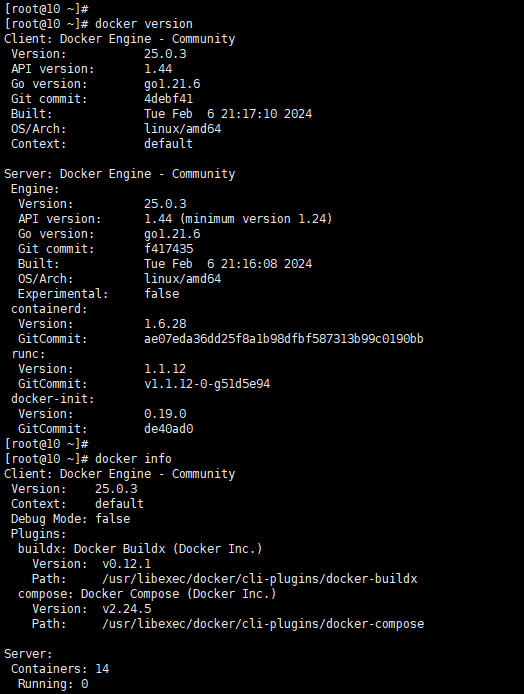 [root@10 ~]#
[root@10 ~]# docker version
Client: Docker Engine - Community
 Version:           25.0.3
 API version:       1.44
 Go version:        go1.21.6
 Git commit:        4debf41
 Built:             Tue Feb  6 21:17:10 2024
 OS/Arch:           linux/amd64
 Context:           default

Server: Docker Engine - Community
 Engine:
  Version:          25.0.3
  API version:      1.44 (minimum version 1.24)
  Go version:       go1.21.6
  Git commit:       f417435
  Built:            Tue Feb  6 21:16:08 2024
  OS/Arch:          linux/amd64
  Experimental:     false
 containerd:
  Version:          1.6.28
  GitCommit:        ae07eda36dd25f8a1b98dfbf587313b99c0190bb
 runc:
  Version:          1.1.12
  GitCommit:        v1.1.12-0-g51d5e94
 docker-init:
  Version:          0.19.0
  GitCommit:        de40ad0
[root@10 ~]#
[root@10 ~]# docker info
Client: Docker Engine - Community
 Version:    25.0.3
 Context:    default
 Debug Mode: false
 Plugins:
  buildx: Docker Buildx (Docker Inc.)
    Version:  v0.12.1
    Path:     /usr/libexec/docker/cli-plugins/docker-buildx
  compose: Docker Compose (Docker Inc.)
    Version:  v2.24.5
    Path:     /usr/libexec/docker/cli-plugins/docker-compose

Server:
 Containers: 14
  Running: 0